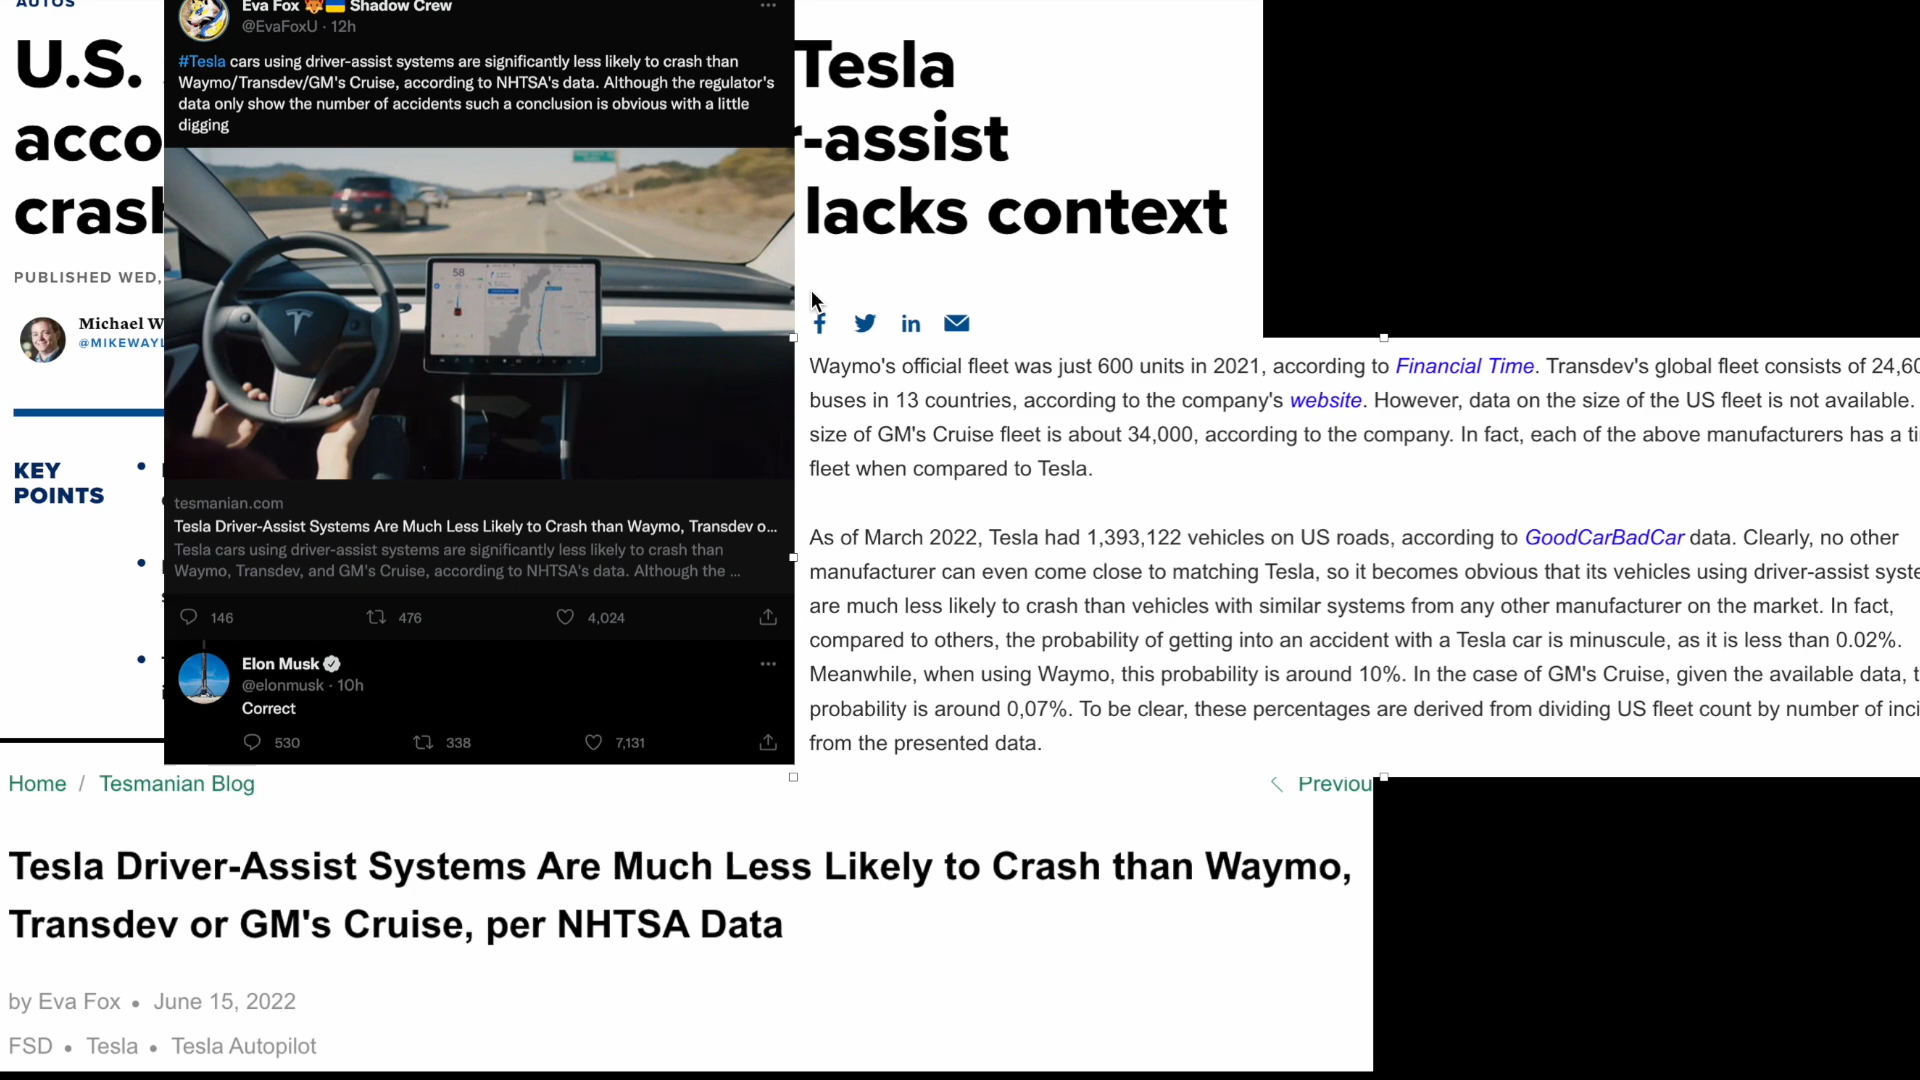 AUTOS
U.S.
acco
crash
Tesla
r-assist
lacks context
PUBLISHED WED,
Michael W
@MIKEWAYL
KEY
POINTS
Eva Fox Shadow Crew
@EvaFoxU · 12h
#Tesla cars using driver-assist systems are significantly less likely to crash than
Waymo/Transdev/GM's Cruise, according to NHTSA's data. Although the regulator's
data only show the number of accidents such a conclusion is obvious with a little
digging
58
tesmanian.com
Tesla Driver-Assist Systems Are Much Less Likely to Crash than Waymo, Transdev o...
Tesla cars using driver-assist systems are significantly less likely to crash than
Waymo, Transdev, and GM's Cruise, according to NHTSA's data. Although the ...
146 476 4,024
Elon Musk
@elonmusk · 10h
Correct
530 338 7,131
Waymo's official fleet was just 600 units in 2021, according to Financial Time. Transdev's global fleet consists of 24,60
buses in 13 countries, according to the company's website. However, data on the size of the US fleet is not available.
size of GM's Cruise fleet is about 34,000, according to the company. In fact, each of the above manufacturers has a ti
fleet when compared to Tesla.
As of March 2022, Tesla had 1,393,122 vehicles on US roads, according to GoodCarBadCar data. Clearly, no other
manufacturer can even come close to matching Tesla, so it becomes obvious that its vehicles using driver-assist syste
are much less likely to crash than vehicles with similar systems from any other manufacturer on the market. In fact,
compared to others, the probability of getting into an accident with a Tesla car is minuscule, as it is less than 0.02%.
Meanwhile, when using Waymo, this probability is around 10%. In the case of GM's Cruise, given the available data, t
probability is around 0,07%. To be clear, these percentages are derived from dividing US fleet count by number of inci
from the presented data.
Home / Tesmanian Blog
Previou
Tesla Driver-Assist Systems Are Much Less Likely to Crash than Waymo,
Transdev or GM's Cruise, per NHTSA Data
by Eva Fox • June 15, 2022
FSD • Tesla • Tesla Autopilot